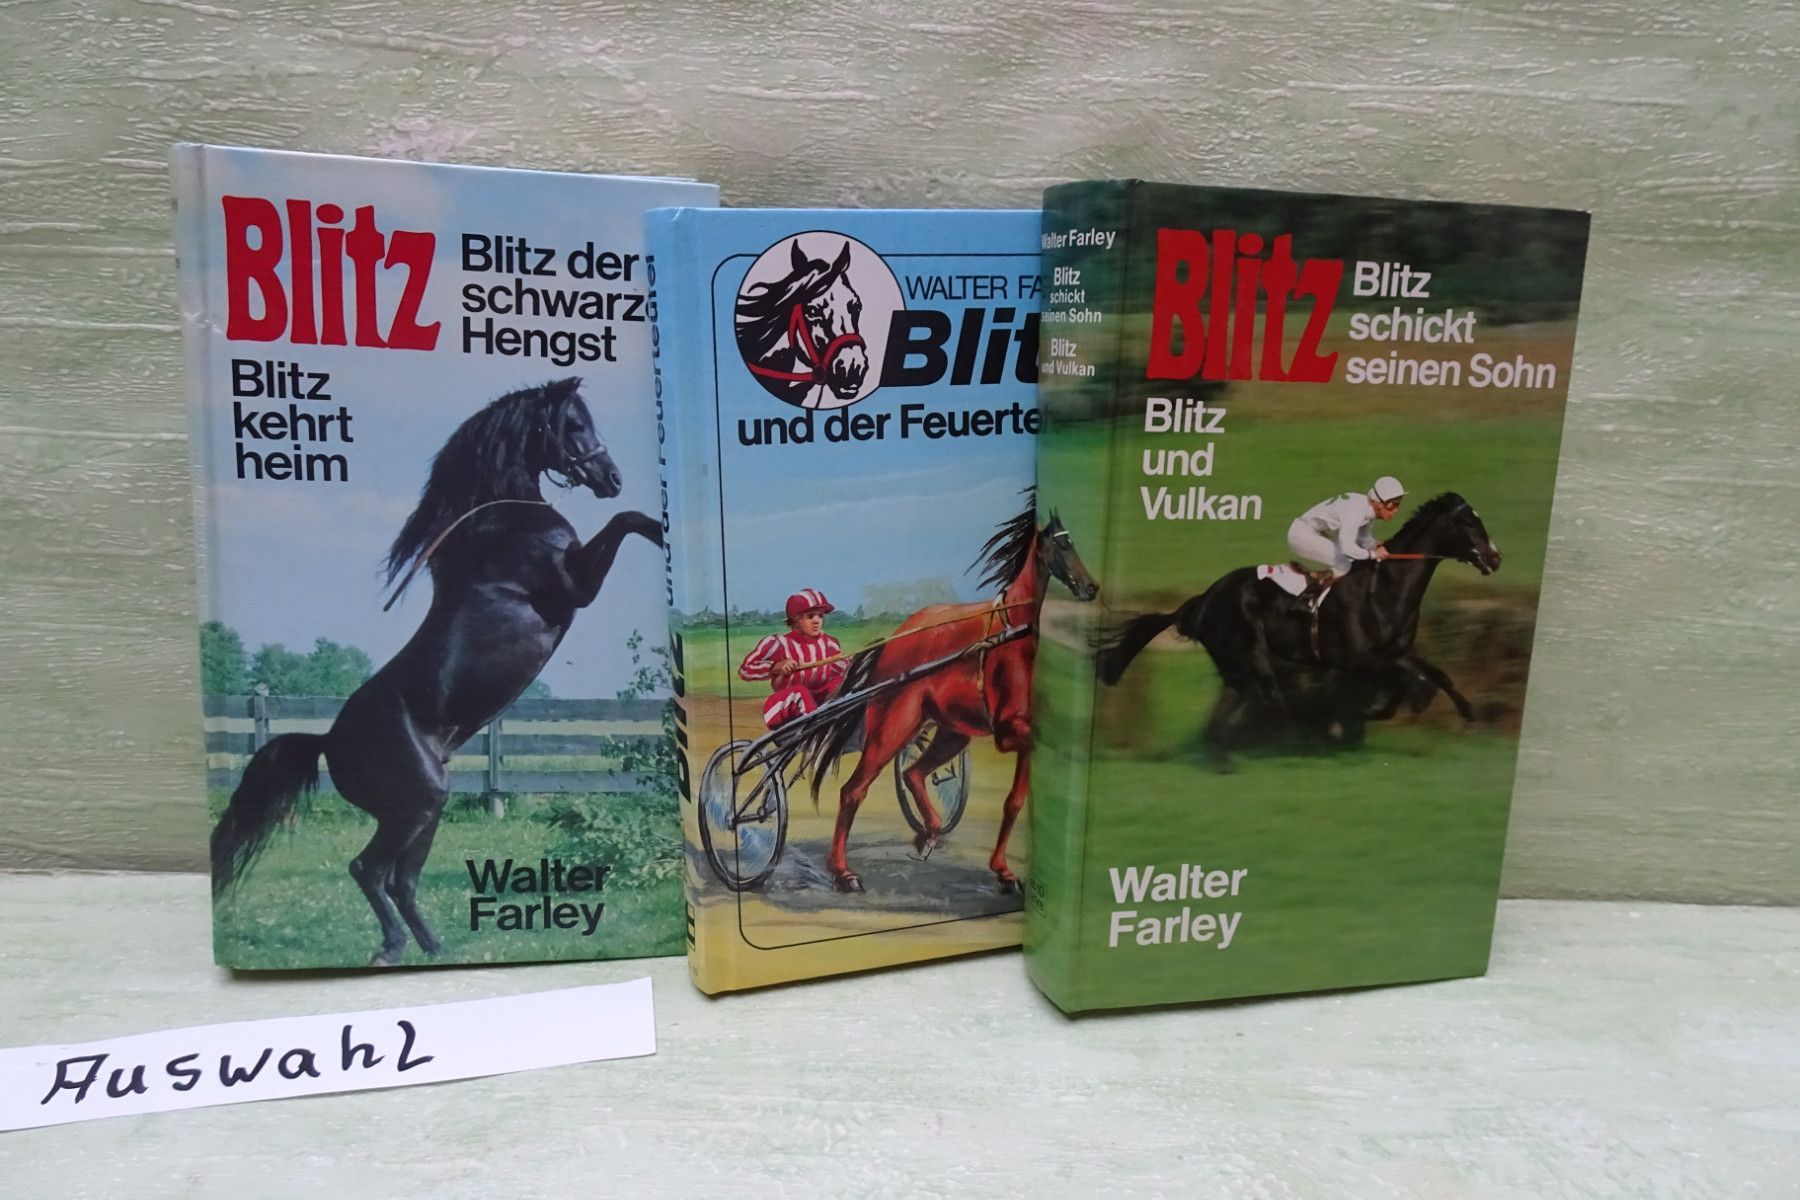 Blitz
Blitz der
schwarz
Hengst
Blitz
kehrt
heim
Walter
Farley
Blitz und der Feuerteufel
WALTER FA
Blit
und der Feuerte
Walter Farley
Blitz
schickt
seinen Sohn
Blitz
und Vulkan
Blitz
Blitz
schickt
seinen Sohn
Blitz
und
Vulkan
Walter
Farley
Auswahl